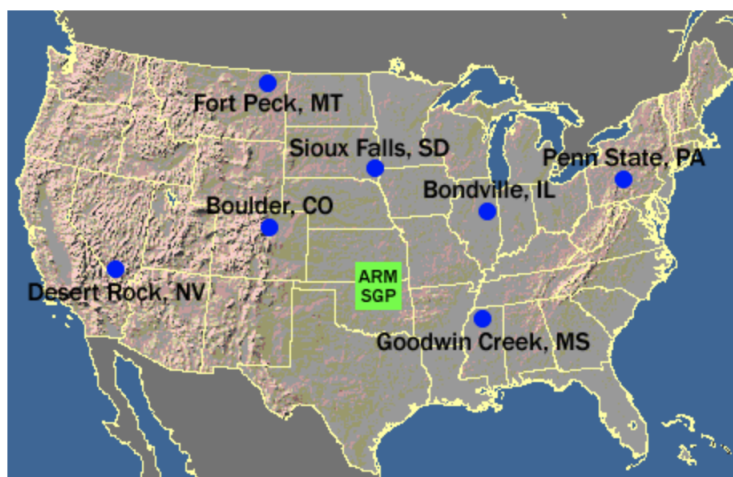 Fort Peck, MT
Sioux Falls, SD
Penn State, PA
Bondville, IL
Boulder, CO
ARM
SGP
Desert Rock, NV
Goodwin Creek, MS